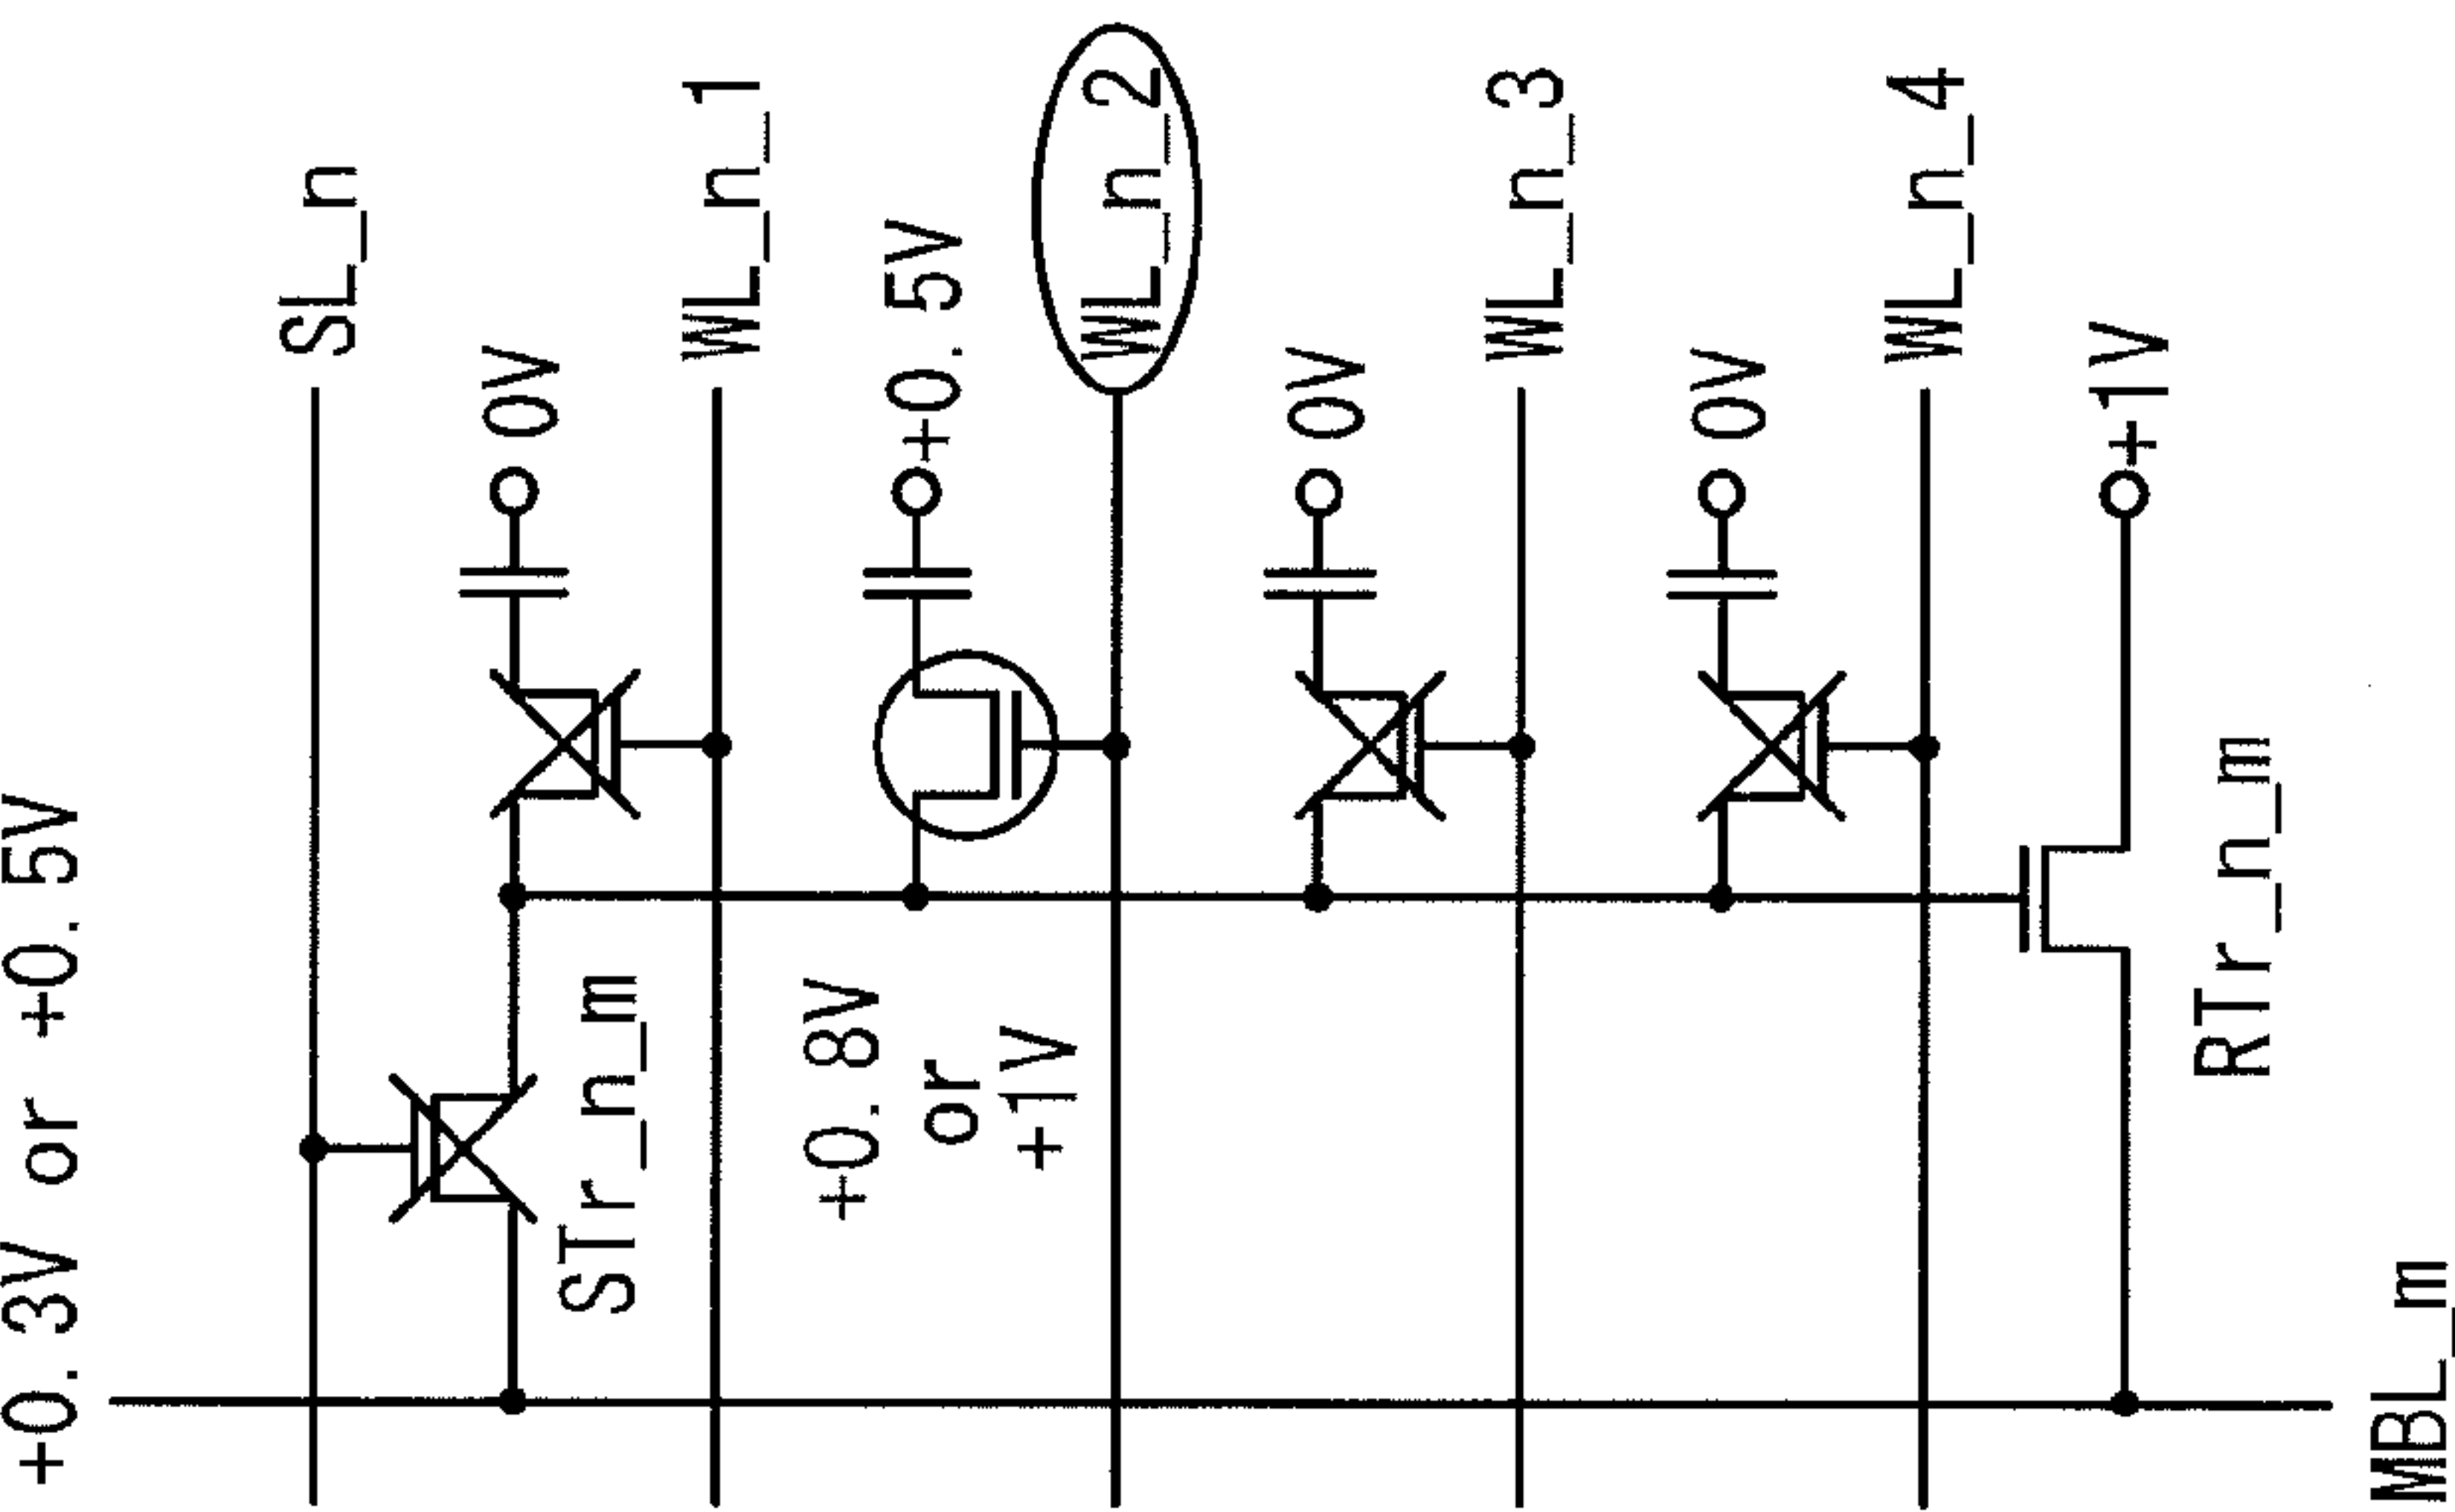 +0.3V or +0.5V
SL_n
0V
STr_n_m
WL_n_1
+0.8V
or
+1V
+0.5V
WL_n_2
0V
WL_n_3
0V
WL_n_4
+1V
RTr_n_m
MBL_m